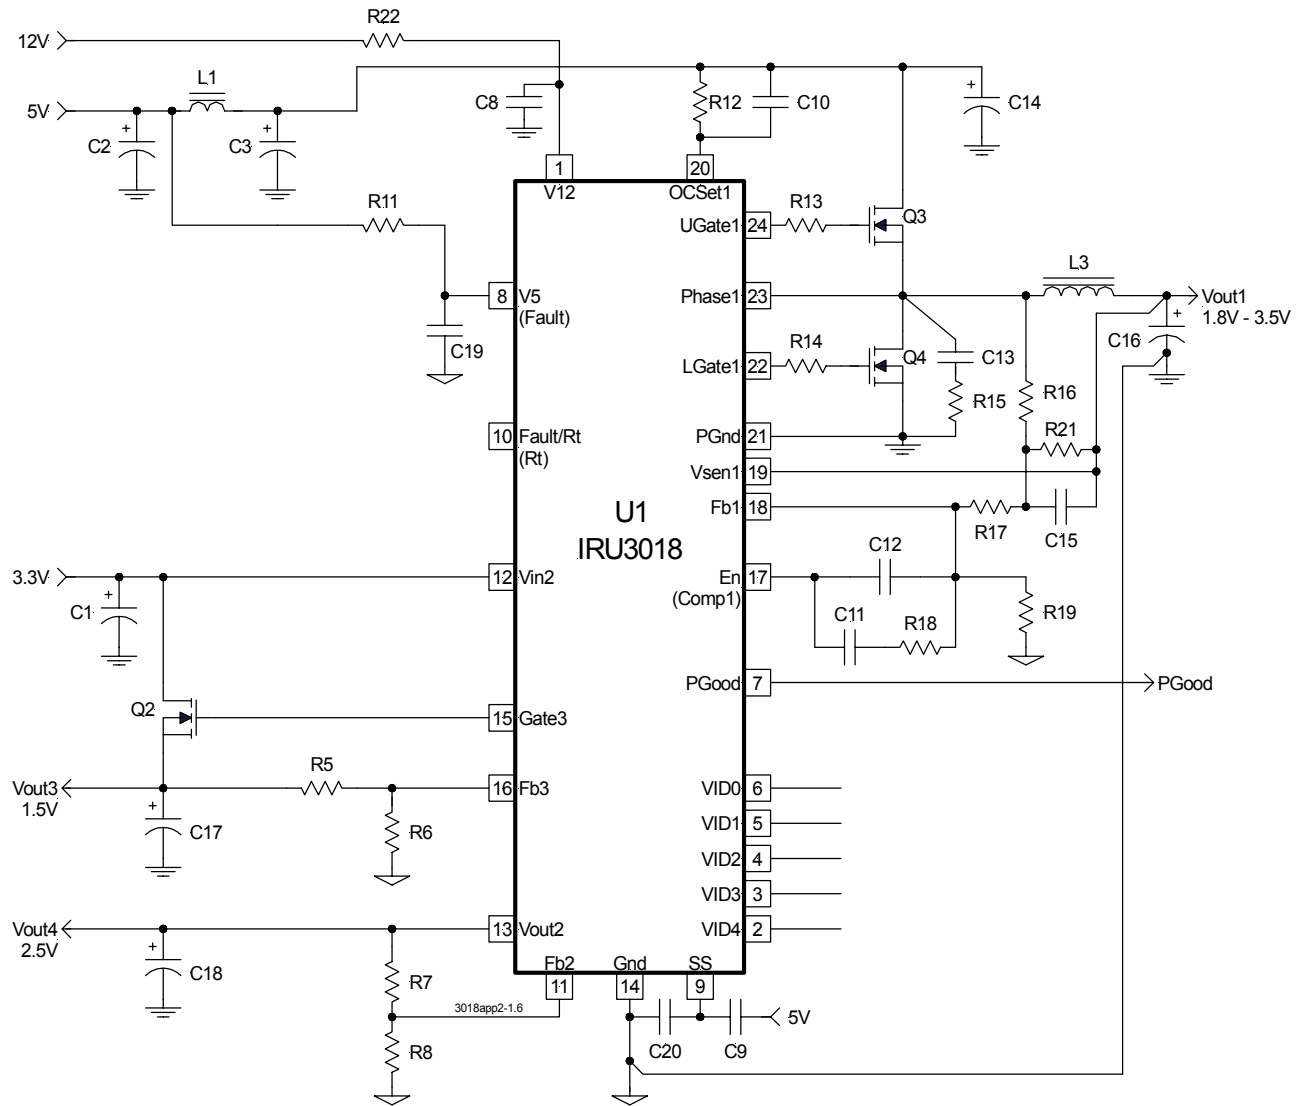 R22
12V
L1
5V
C2
C3
C8
R12
C10
C14
1
V12
20
OCSet1
R11
UGate1
24
R13
Q3
8
V5
(Fault)
Phase1
23
L3
Vout1
1.8V - 3.5V
C19
C16
LGate1
22
R14
Q4
C13
R15
R16
10
Fault/Rt
(Rt)
PGnd
21
R21
Vsen1
19
Fb1
18
R17
C15
U1
IRU3018
3.3V
C1
12
Vin2
En
(Comp1)
17
C12
C11
R18
R19
PGood
7
PGood
Q2
15
Gate3
Vout3
1.5V
R5
16
Fb3
C17
R6
VID0
6
VID1
5
VID2
4
VID3
3
VID4
2
Vout4
2.5V
13
Vout2
C18
R7
Fb2
11
Gnd
14
SS
9
3018app2-1.6
R8
C20
C9
5V